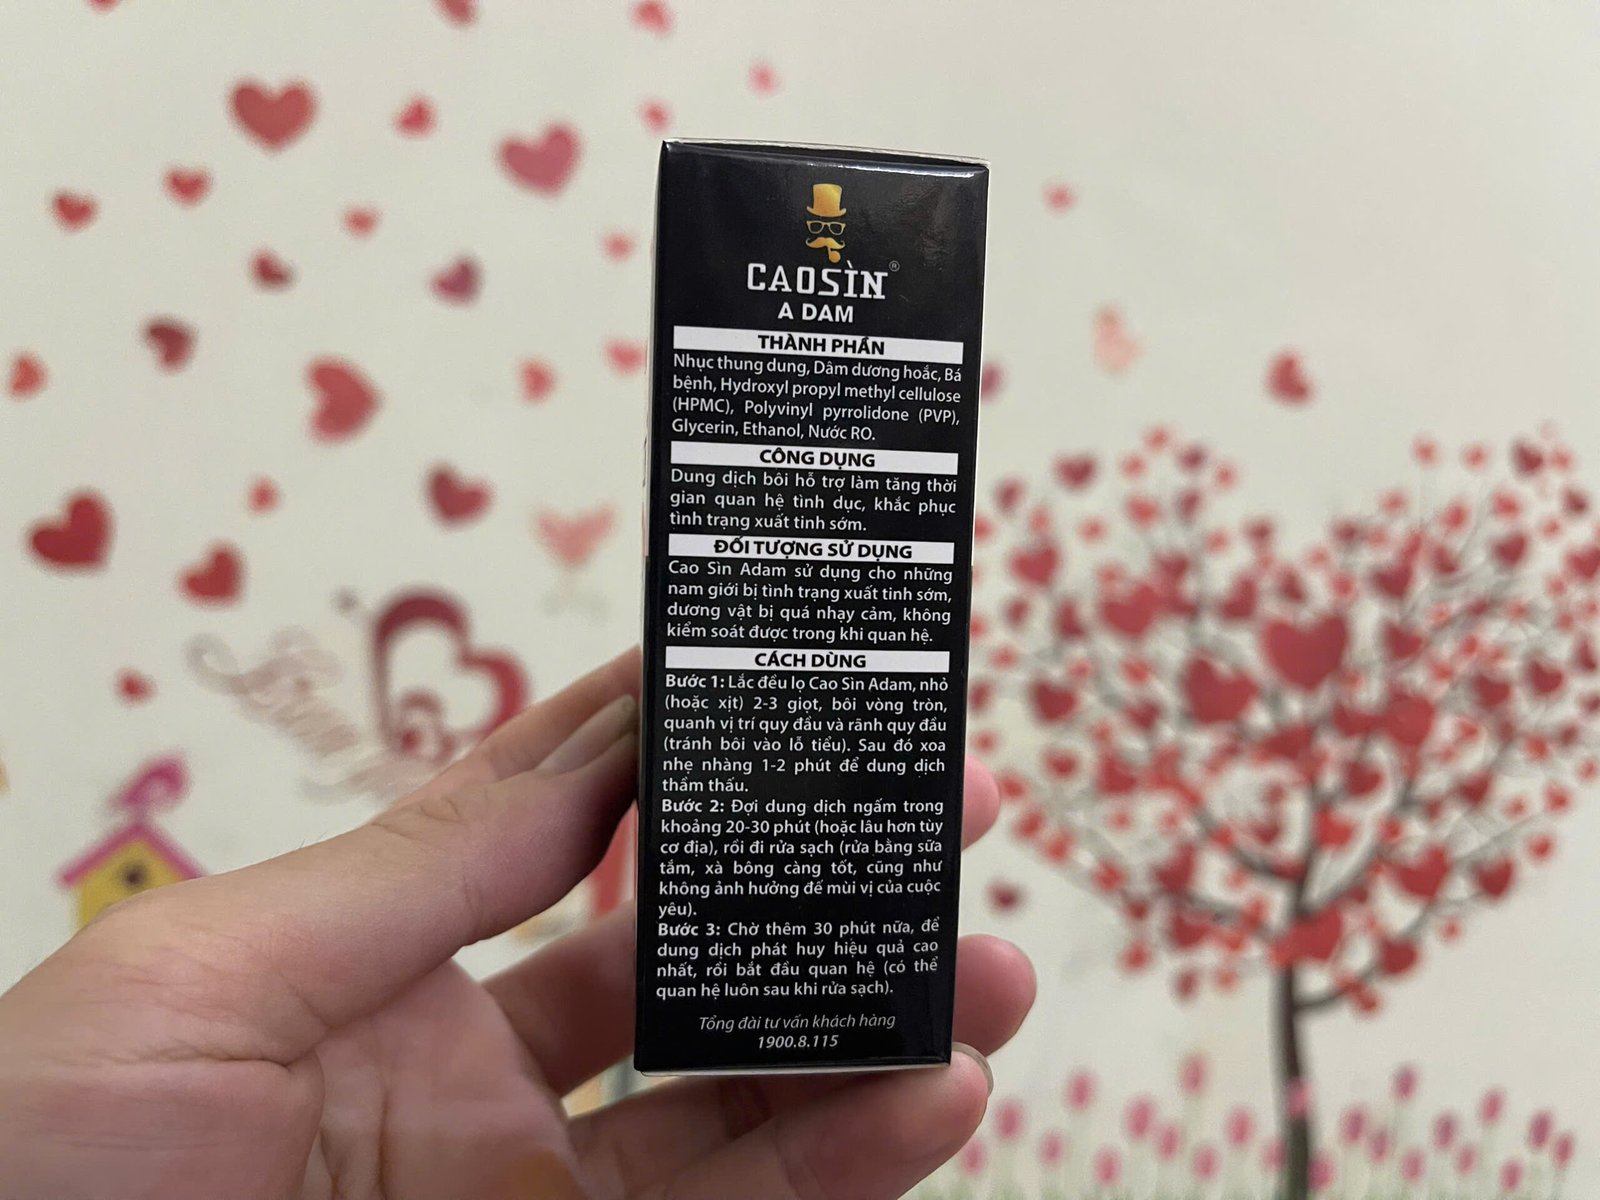 CAOSÌN®
A DAM
THÀNH PHẦN
Nhục thung dung, Dâm dương hoắc, Bá
bệnh, Hydroxyl propyl methyl cellulose
(HPMC), Polyvinyl pyrrolidone (PVP),
Glycerin, Ethanol, Nước RO.
CÔNG DỤNG
Dung dịch bôi hỗ trợ làm tăng thời
gian quan hệ tình dục, khắc phục
tình trạng xuất tinh sớm.
ĐỐI TƯỢNG SỬ DỤNG
Cao Sìn Adam sử dụng cho những
nam giới bị tình trạng xuất tinh sớm,
dương vật bị quá nhạy cảm, không
kiểm soát được trong khi quan hệ.
CÁCH DÙNG
Bước 1: Lắc đều lọ Cao Sìn Adam, nhỏ
(hoặc xịt) 2-3 giọt, bôi vòng tròn,
quanh vị trí quy đầu và rãnh quy đầu
(tránh bôi vào lỗ tiểu). Sau đó xoa
nhẹ nhàng 1-2 phút để dung dịch
thẩm thấu.
Bước 2: Đợi dung dịch ngấm trong
khoảng 20-30 phút (hoặc lâu hơn tùy
cơ địa), rồi đi rửa sạch (rửa bằng sữa
tắm, xà bông càng tốt, cũng như
không ảnh hưởng đế mùi vị của cuộc
yêu).
Bước 3: Chờ thêm 30 phút nữa, để
dung dịch phát huy hiệu quả cao
nhất, rồi bắt đầu quan hệ (có thể
quan hệ luôn sau khi rửa sạch).
Tổng đài tư vấn khách hàng
1900.8.115